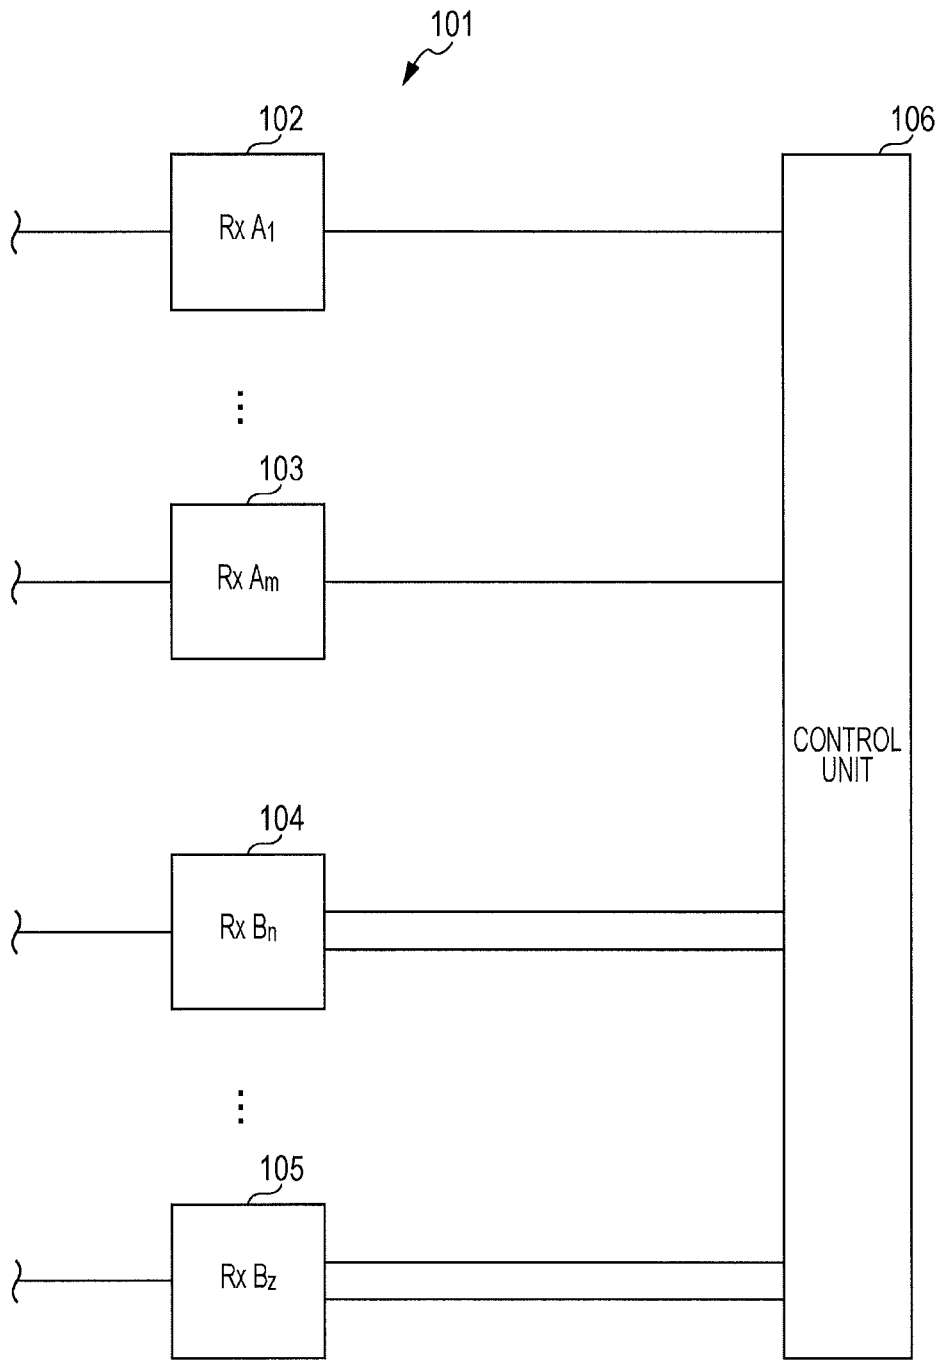 101
102
106
Rx A1
⋮
103
Rx Am
CONTROL
UNIT
104
Rx Bn
⋮
105
Rx Bz